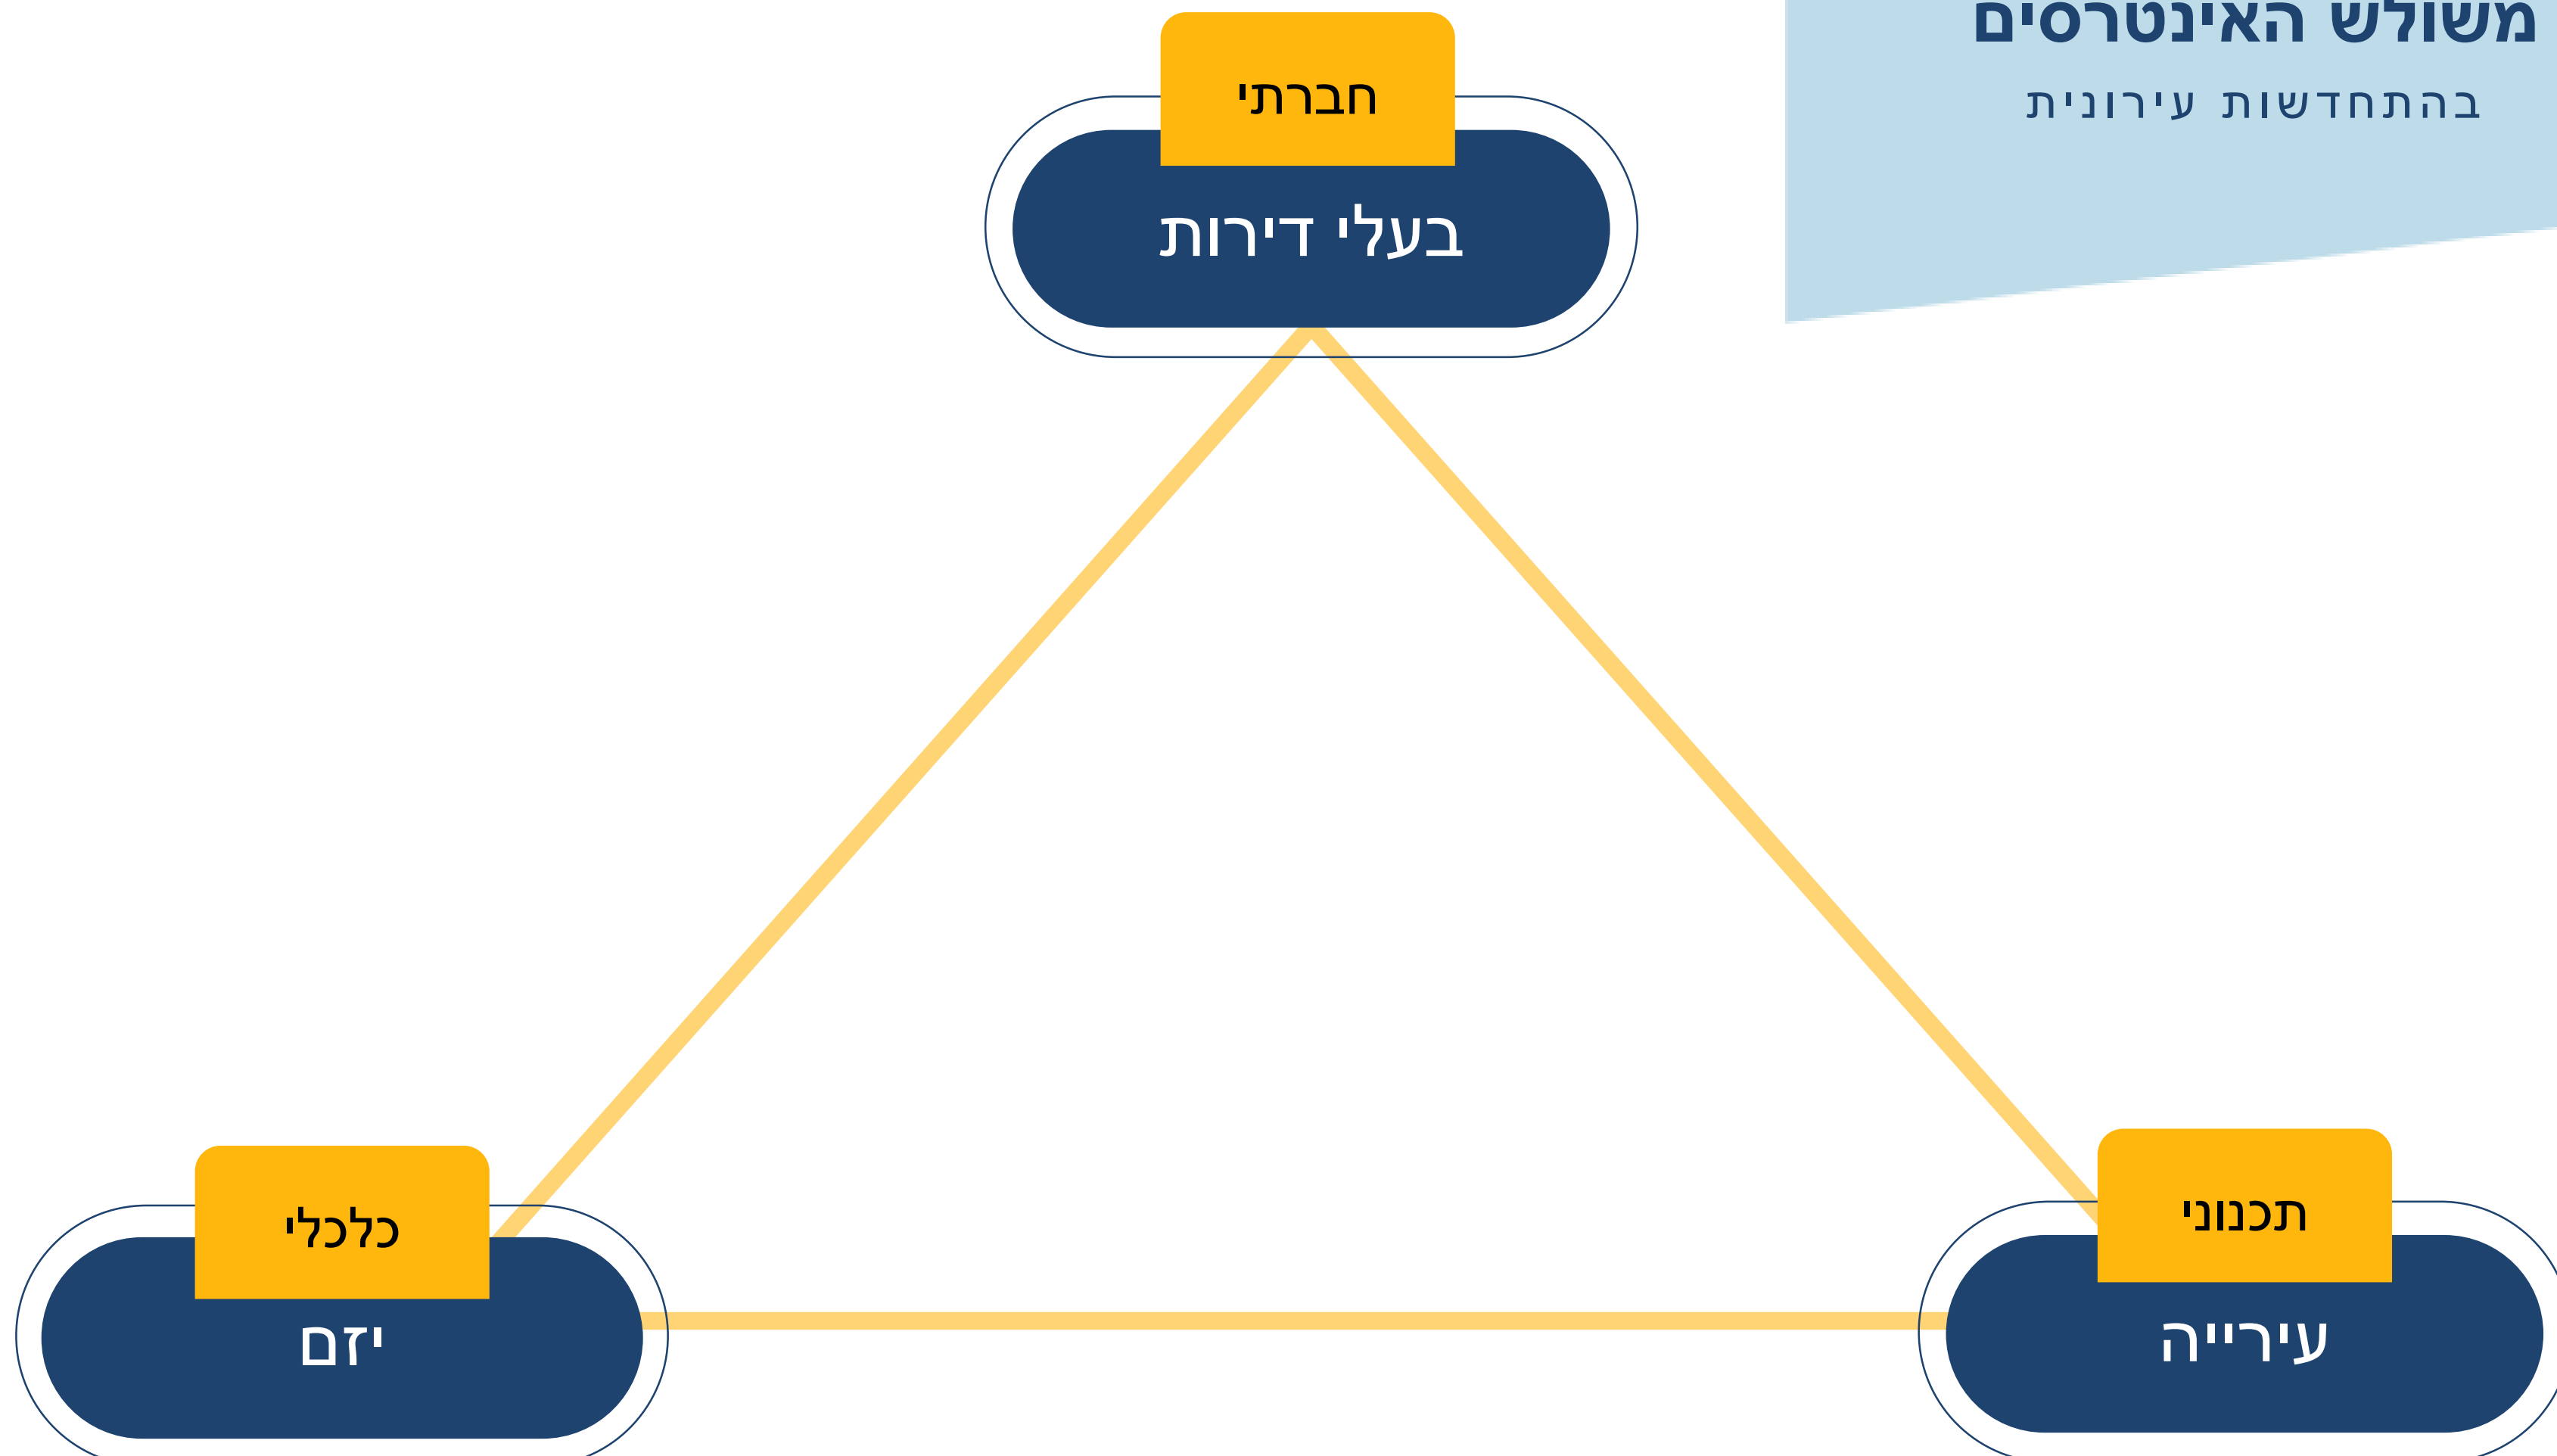 משולש האינטרסים
בהתחדשות עירונית
חברתי
בעלי דירות
תכנוני
עירייה
כלכלי
יזם